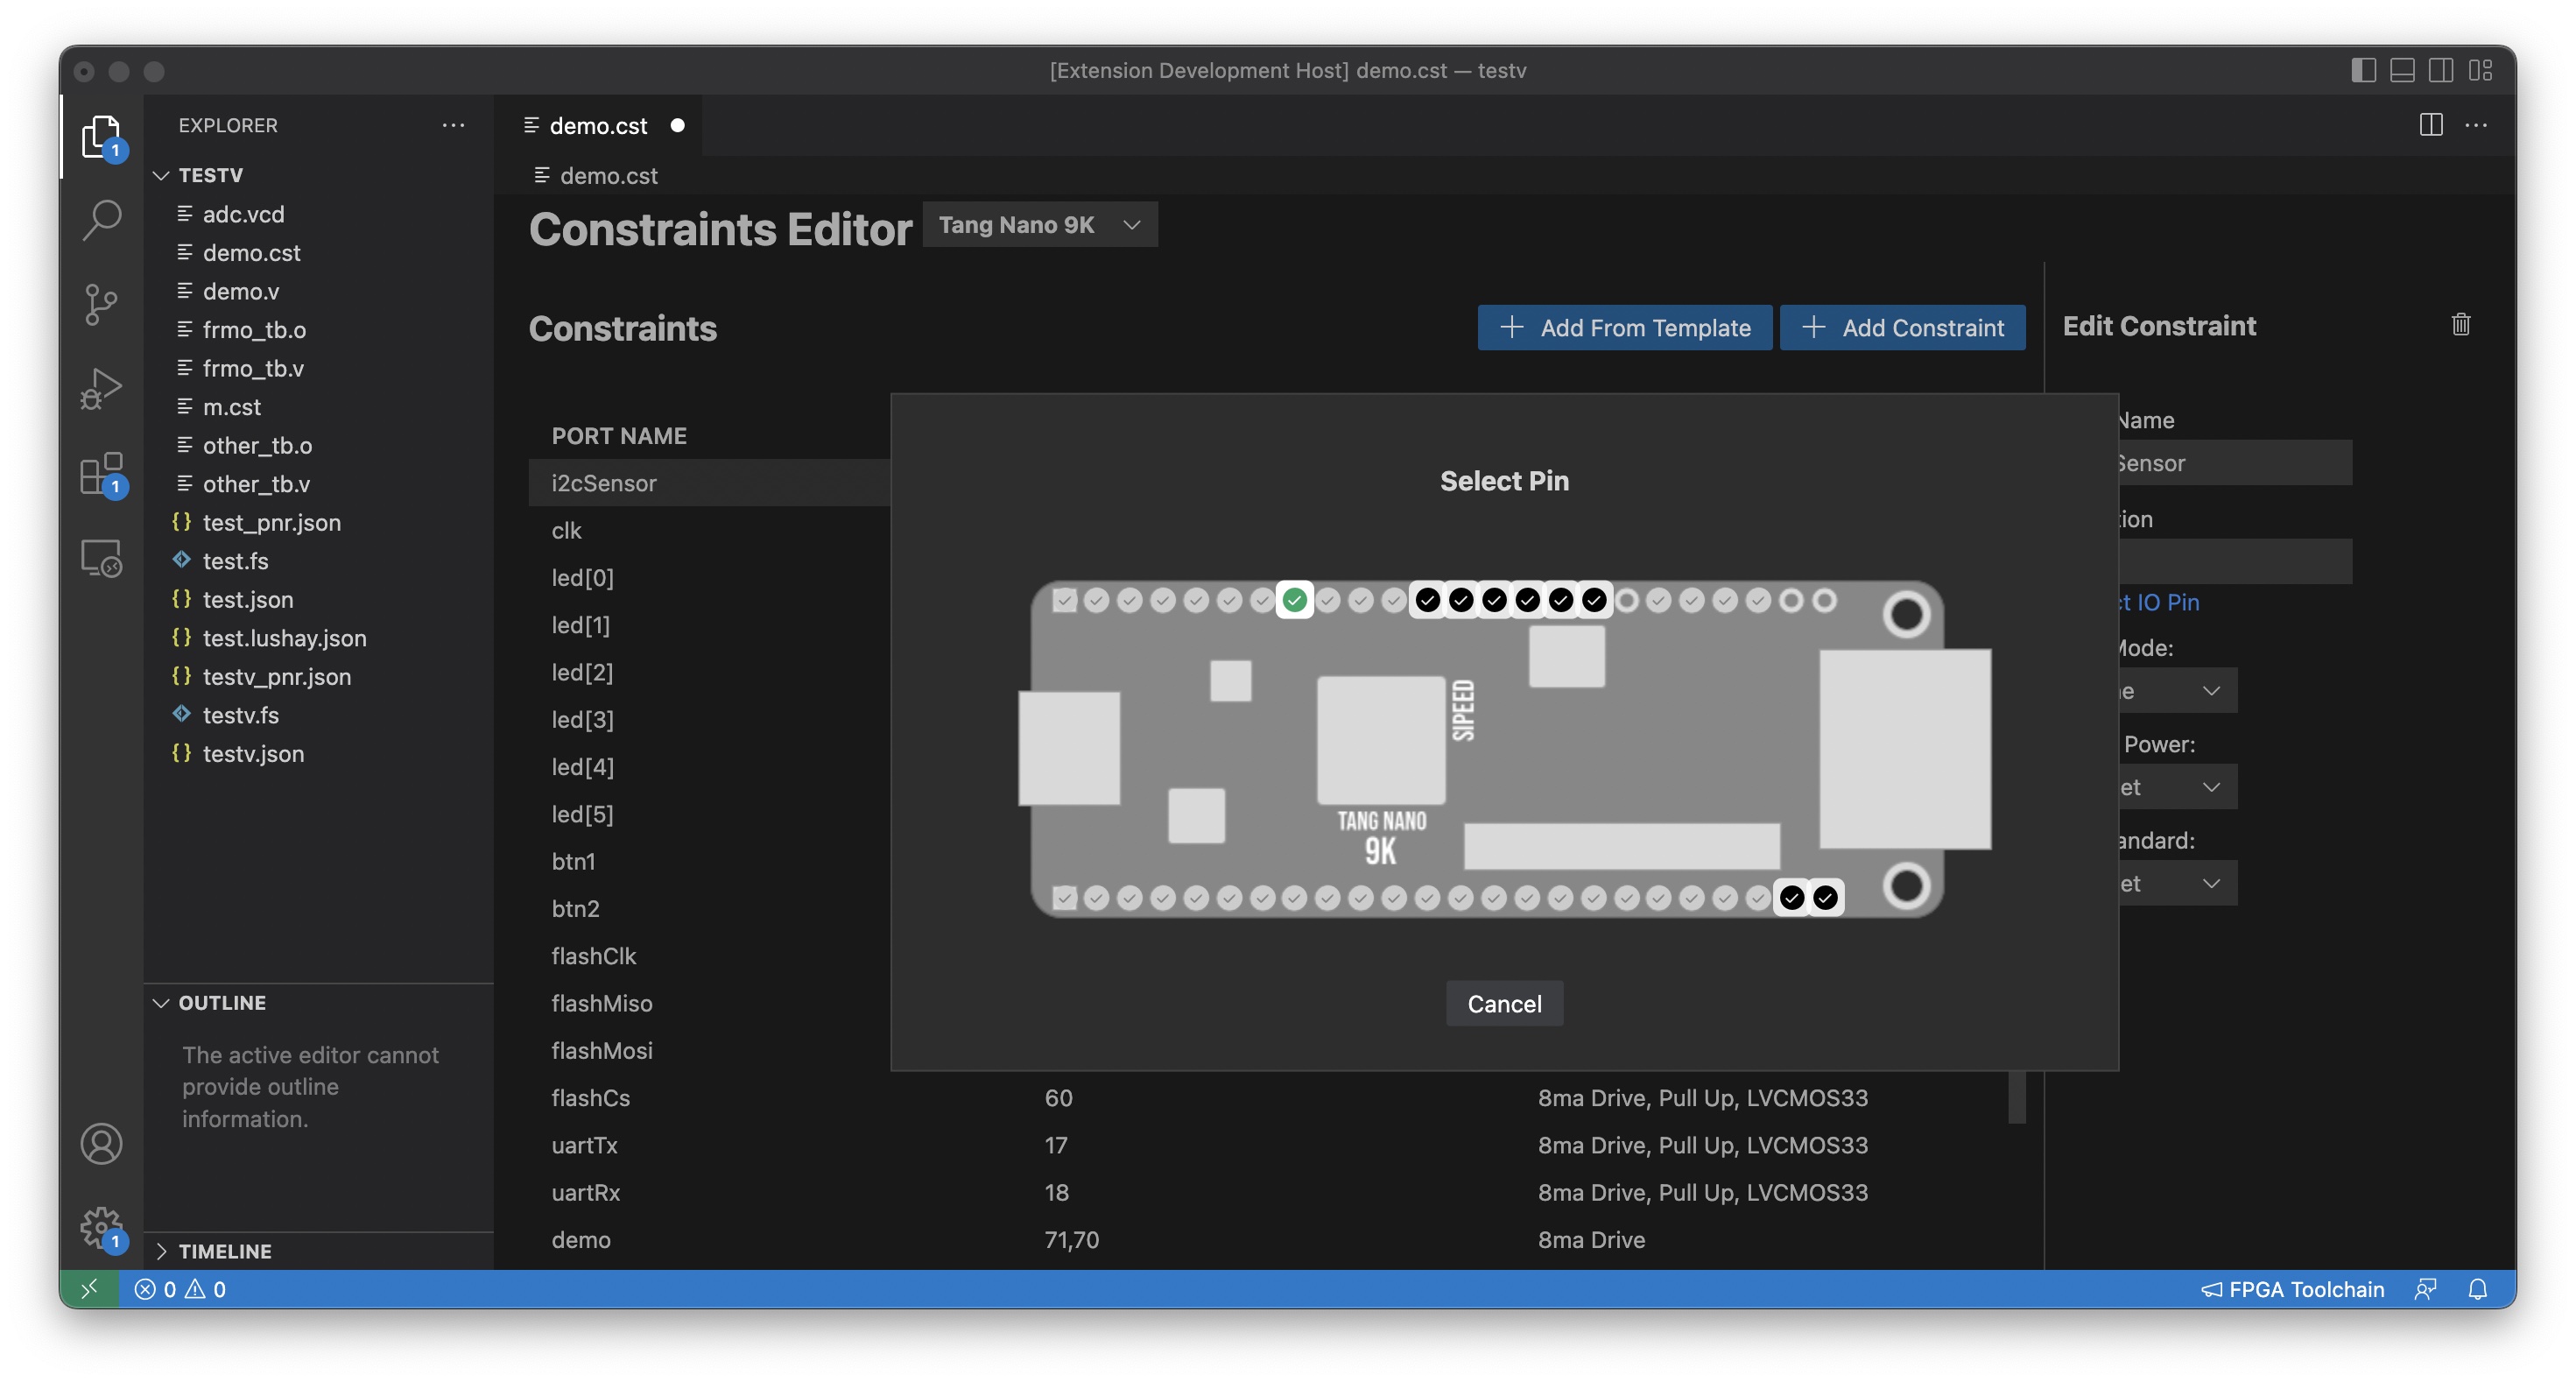 [Extension Development Host] demo.cst — testv
EXPLORER
TESTV
adc.vcd
demo.cst
demo.v
frmo_tb.o
frmo_tb.v
m.cst
other_tb.o
other_tb.v
{} test_pnr.json
test.fs
{} test.json
{} test.lushay.json
{} testv_pnr.json
testv.fs
{} testv.json
OUTLINE
The active editor cannot
provide outline
information.
TIMELINE
1
1
1
demo.cst
demo.cst
Constraints Editor
Tang Nano 9K
Constraints
Add From Template
Add Constraint
PORT NAME
i2cSensor
clk
led[0]
led[1]
led[2]
led[3]
led[4]
led[5]
btn1
btn2
flashClk
flashMiso
flashMosi
flashCs 60 8ma Drive, Pull Up, LVCMOS33
uartTx 17 8ma Drive, Pull Up, LVCMOS33
uartRx 18 8ma Drive, Pull Up, LVCMOS33
demo 71,70 8ma Drive
Select Pin
SIPEED
TANG NANO
9K
Cancel
Edit Constraint
Name
Sensor
tion
ct IO Pin
Mode:
ne
Power:
et
andard:
et
0 0
FPGA Toolchain